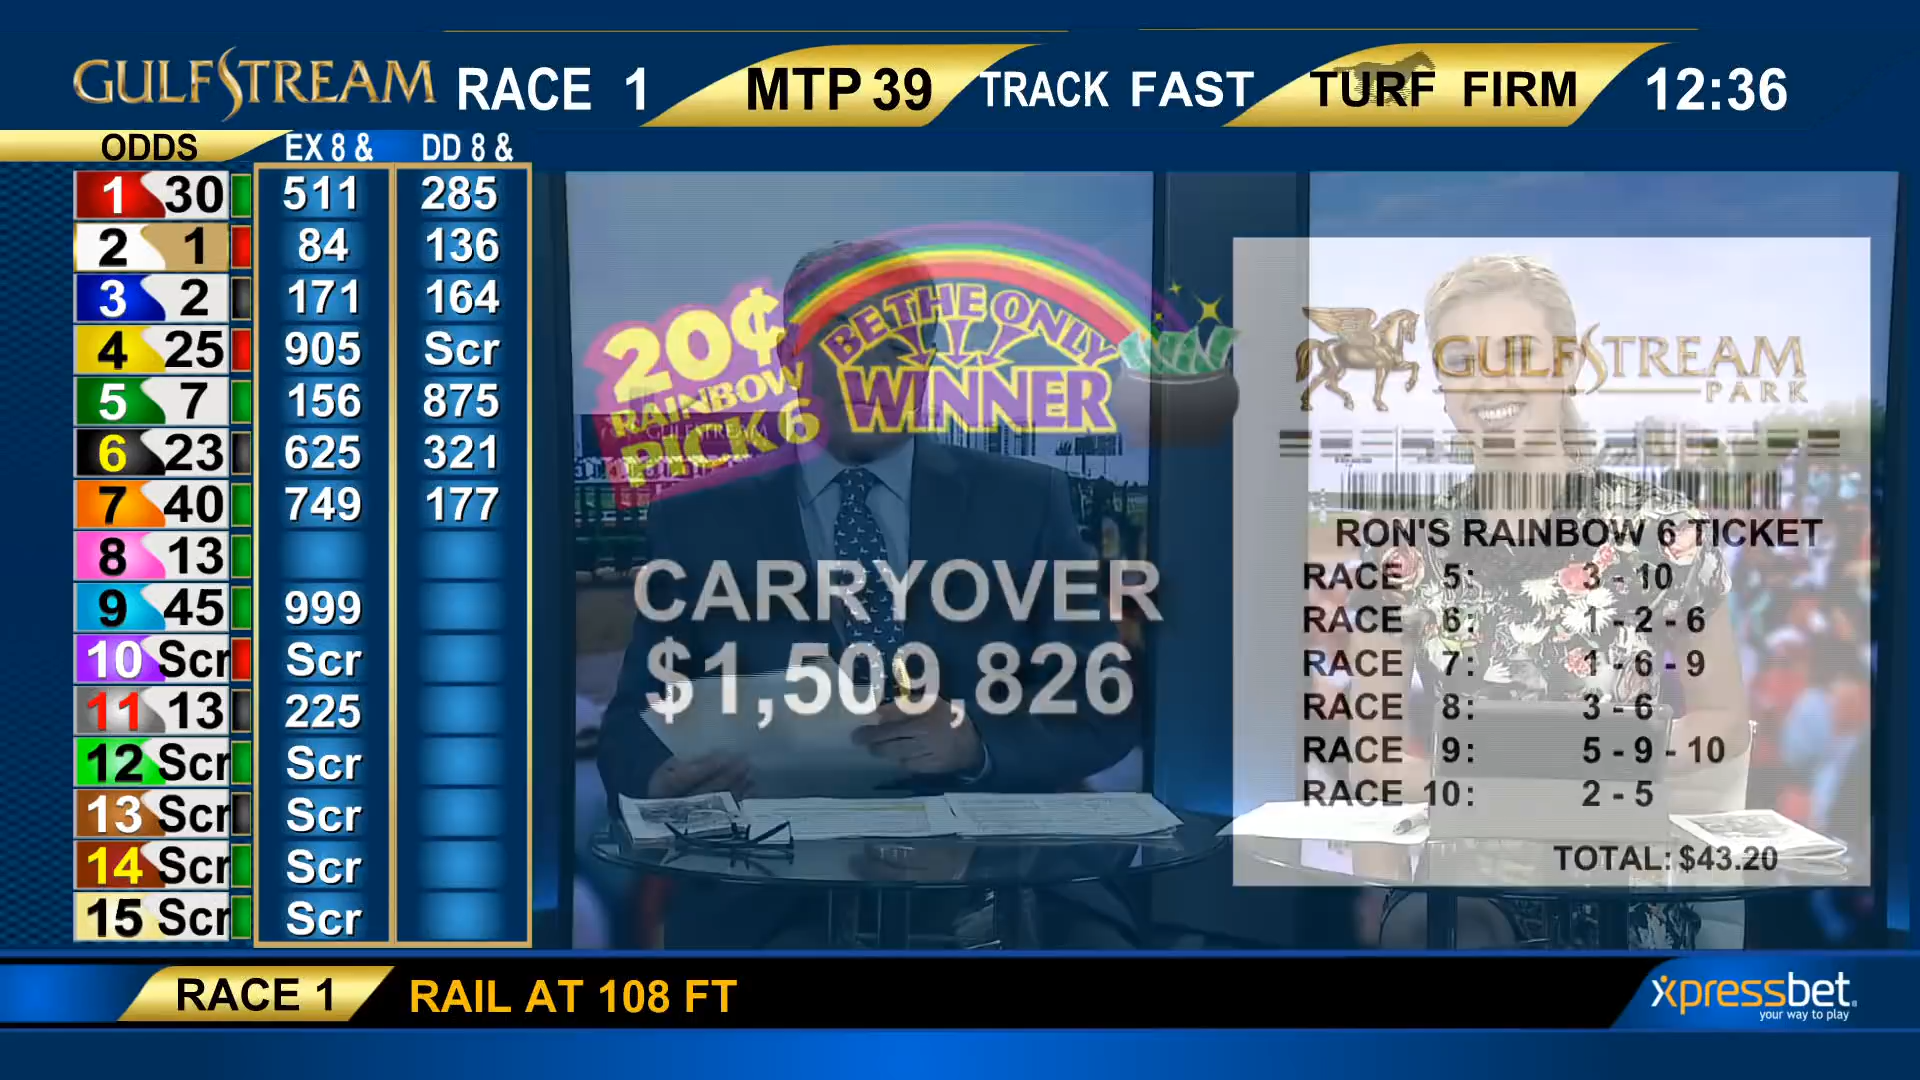 GULFSTREAM RACE 1 MTP 39 TRACK FAST TURF FIRM 12:36
ODDS EX 8 & DD 8 &
1 30 511 285
2 1 84 136
3 2 171 164
4 25 905 Scr
5 7 156 875
6 23 625 321
7 40 749 177
8 13
9 45 999
10 Scr Scr
11 13 225
12 Scr Scr
13 Scr Scr
14 Scr Scr
15 Scr Scr
20¢
RAINBOW
PICK 6
GULFSTREAM
BE THE ONLY
WINNER
WIN
CARRYOVER
$1,509,826
GULFSTREAM
PARK
RON'S RAINBOW 6 TICKET
RACE 5: 3 - 10
RACE 6: 1 - 2 - 6
RACE 7: 1 - 6 - 9
RACE 8: 3 - 6
RACE 9: 5 - 9 - 10
RACE 10: 2 - 5
TOTAL: $43.20
RACE 1 RAIL AT 108 FT
xpressbet.
your way to play